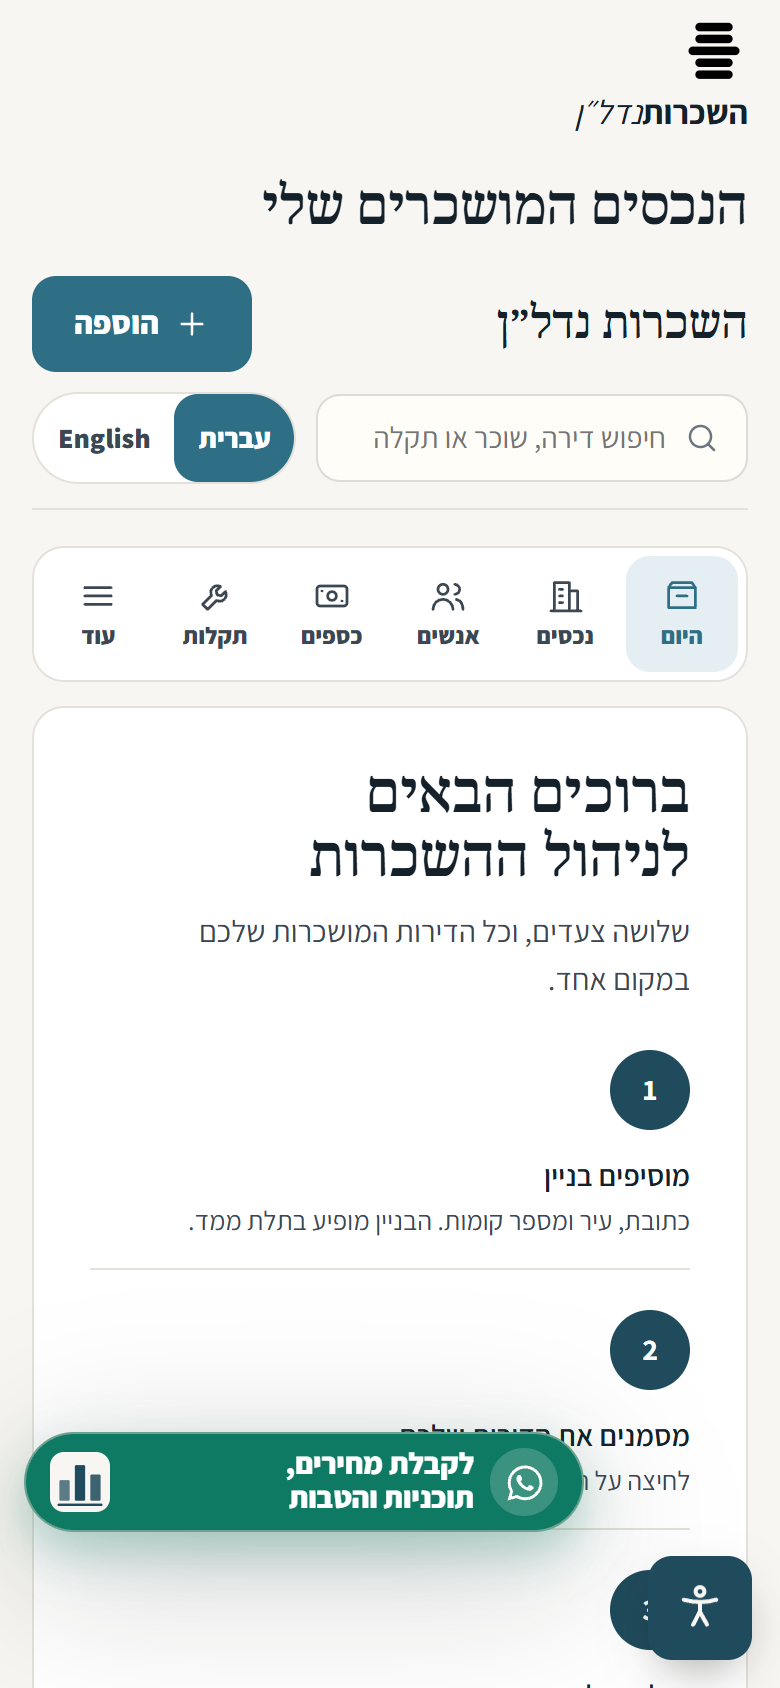 השכרותנדל״ן
הנכסים המושכרים שלי
השכרות נדל״ן
הוספה
חיפוש דירה, שוכר או תקלה
עברית
English
היום
נכסים
אנשים
כספים
תקלות
עוד
ברוכים הבאים
לניהול ההשכרות
שלושה צעדים, וכל הדירות המושכרות שלכם
במקום אחד.
1
מוסיפים בניין
כתובת, עיר ומספר קומות. הבניין מופיע בתלת ממד.
2
מסמנים את הדירות שלכם
לחיצה על
לקבלת מחירים,
תוכניות והטבות